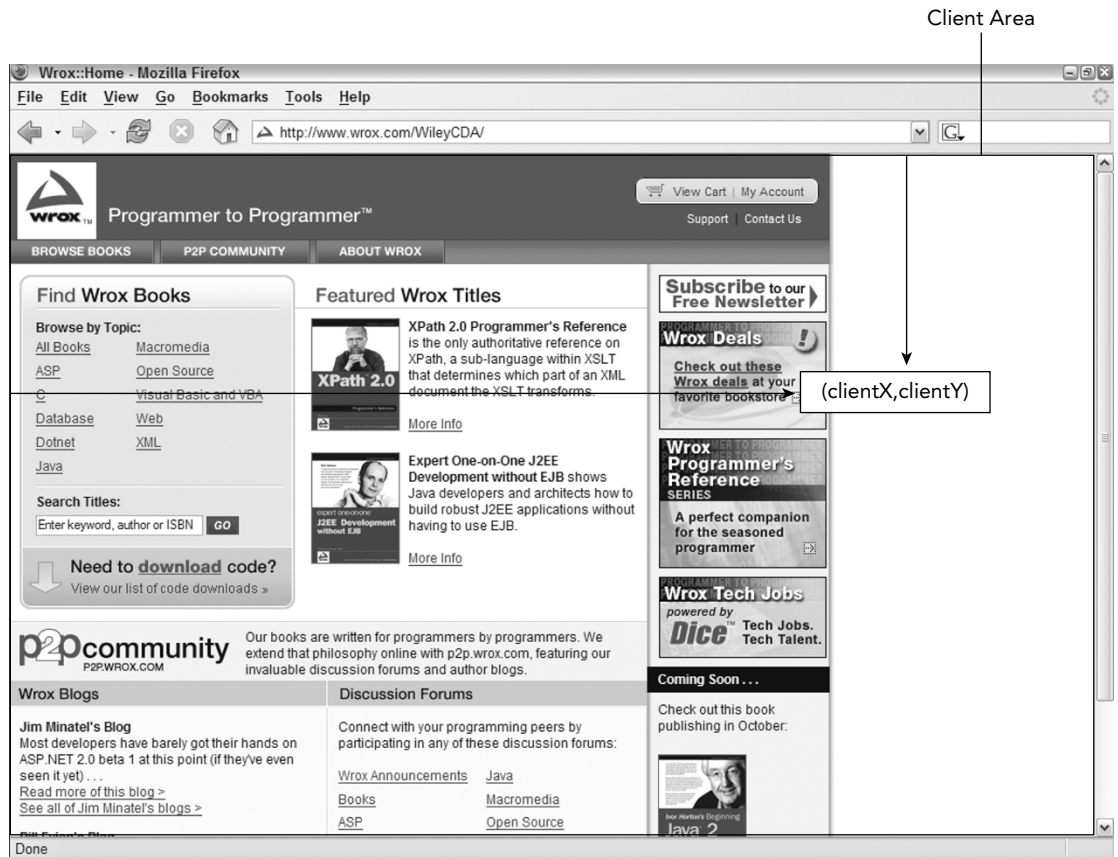 Client Area
Wrox::Home - Mozilla Firefox
File Edit View Go Bookmarks Tools Help
http://www.wrox.com/WileyCDA/
G
wrox™
Programmer to Programmer™
View Cart | My Account
Support | Contact Us
BROWSE BOOKS P2P COMMUNITY ABOUT WROX
Find Wrox Books
Browse by Topic:
All Books Macromedia
ASP Open Source
C Visual Basic and VBA
Database Web
Dotnet XML
Java
Search Titles:
Enter keyword, author or ISBN GO
Need to download code?
View our list of code downloads »
Featured Wrox Titles
XPath 2.0
XPath 2.0 Programmer's Reference
is the only authoritative reference on
XPath, a sub-language within XSLT
that determines which part of an XML
document the XSLT transforms.
More Info
expert one-on-one
J2EE Development
without EJB
Expert One-on-One J2EE
Development without EJB shows
Java developers and architects how to
build robust J2EE applications without
having to use EJB.
More Info
Subscribe to our
Free Newsletter
Wrox Deals
Check out these
Wrox deals at your
favorite bookstore
(clientX,clientY)
Wrox
Programmer's
Reference
SERIES
A perfect companion
for the seasoned
programmer
Wrox Tech Jobs
powered by
Dice™ Tech Jobs.
Tech Talent.
p2pcommunity
P2P.WROX.COM
Our books are written for programmers by programmers. We
extend that philosophy online with p2p.wrox.com, featuring our
invaluable discussion forums and author blogs.
Wrox Blogs
Jim Minatel's Blog
Most developers have barely got their hands on
ASP.NET 2.0 beta 1 at this point (if they've even
seen it yet) . . .
Read more of this blog >
See all of Jim Minatel's blogs >
Discussion Forums
Connect with your programming peers by
participating in any of these discussion forums:
Wrox Announcements Java
Books Macromedia
ASP Open Source
Coming Soon . . .
Check out this book
publishing in October:
Ivor Horton's Beginning
Java 2
Done